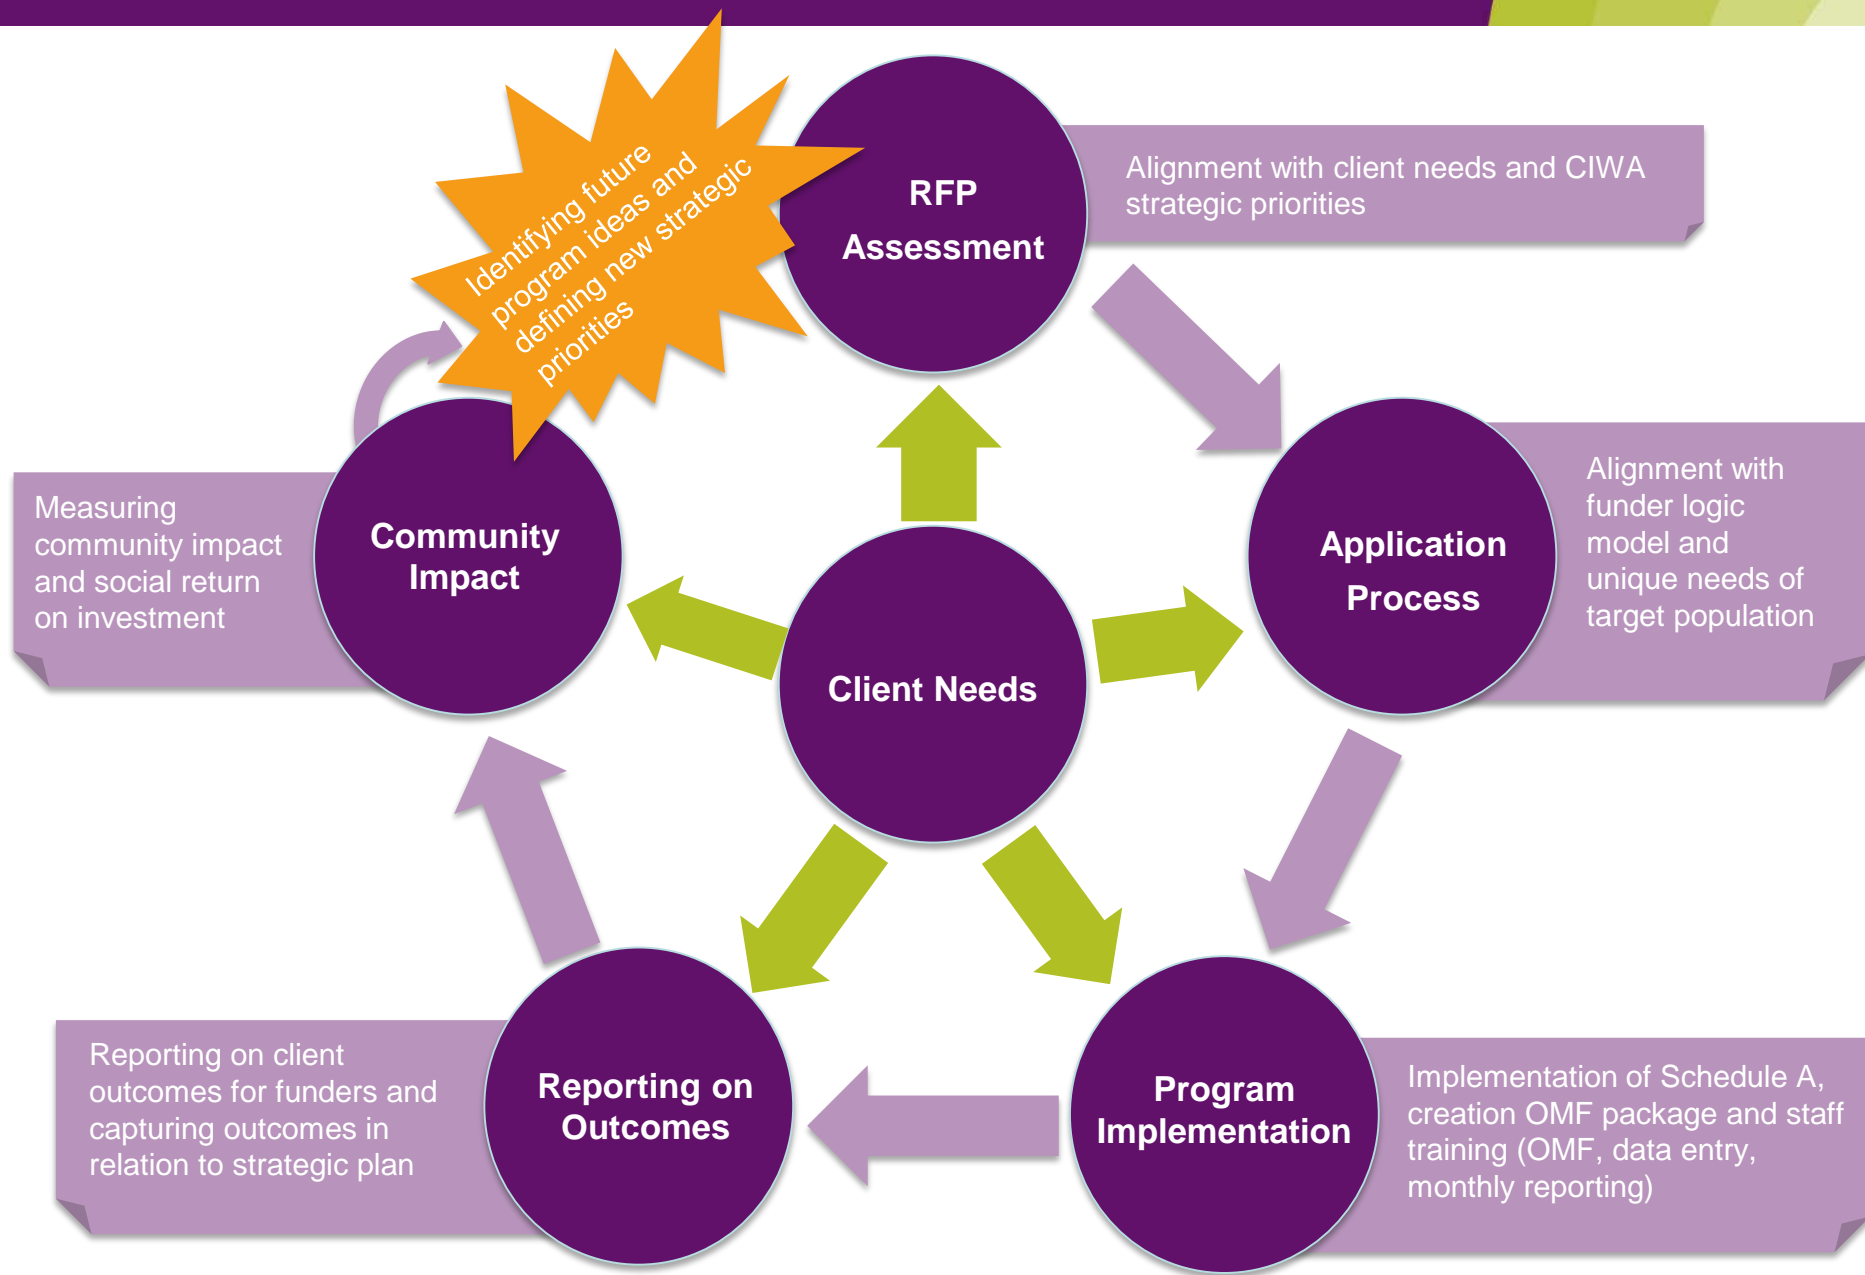 Identifying future
program ideas and
defining new strategic
priorities
RFP
Assessment
Alignment with client needs and CIWA
strategic priorities
Application
Process
Alignment with
funder logic
model and
unique needs of
target population
Measuring
community impact
and social return
on investment
Community
Impact
Client Needs
Reporting on client
outcomes for funders and
capturing outcomes in
relation to strategic plan
Reporting on
Outcomes
Program
Implementation
Implementation of Schedule A,
creation OMF package and staff
training (OMF, data entry,
monthly reporting)